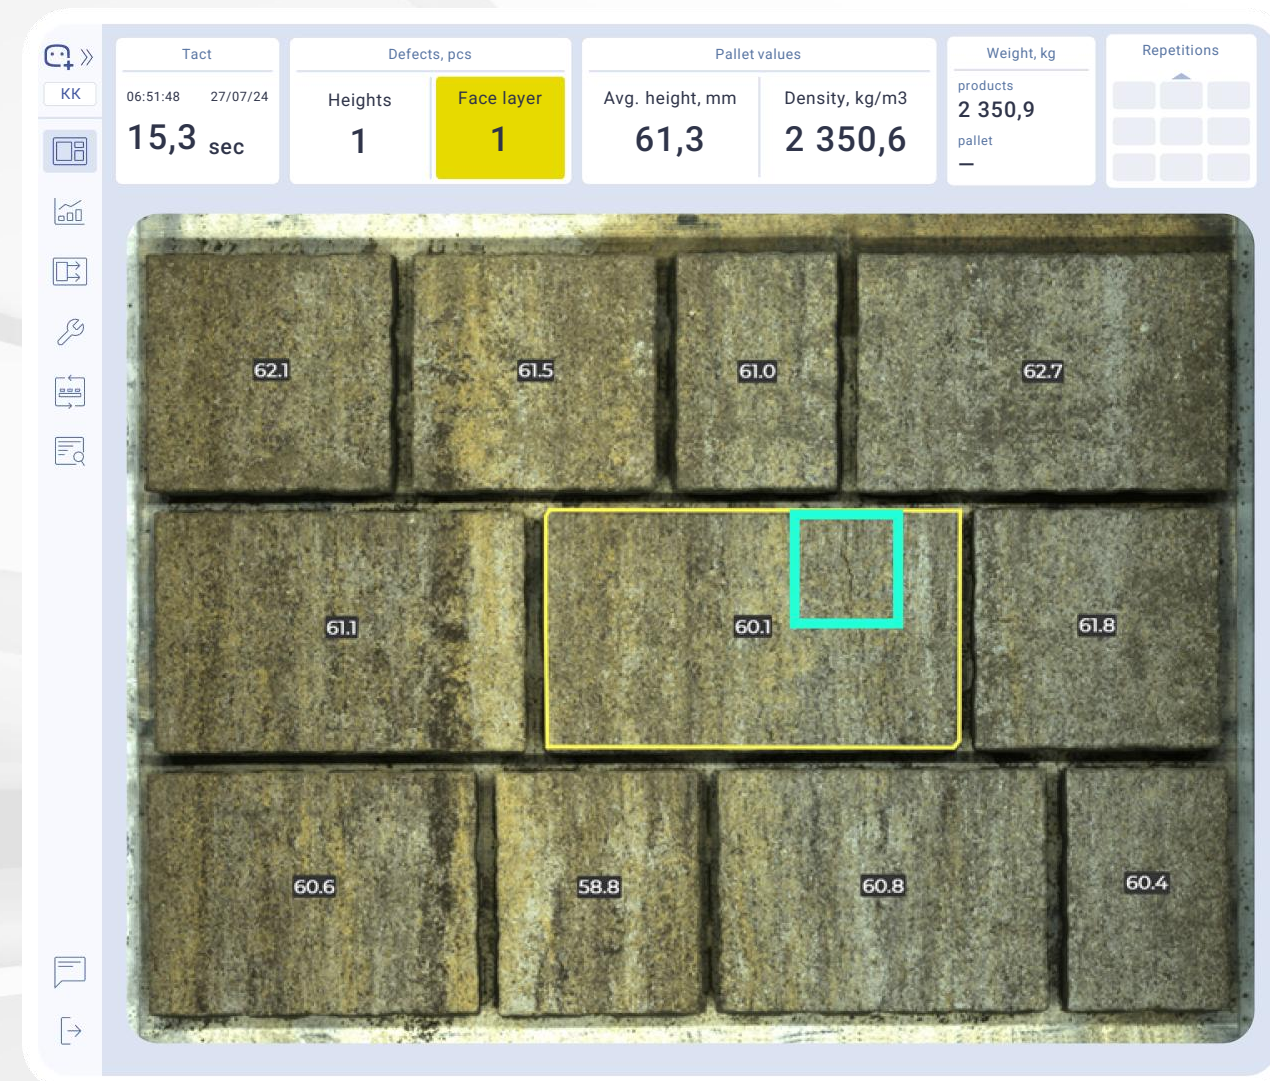 KK
Tact
06:51:48 27/07/24
15,3 sec
Defects, pcs
Heights
1
Face layer
1
Pallet values
Avg. height, mm
61,3
Density, kg/m3
2 350,6
Weight, kg
products
2 350,9
pallet
—
Repetitions
62.1
61.5
61.0
62.7
61.1
60.1
61.8
60.6
58.8
60.8
60.4